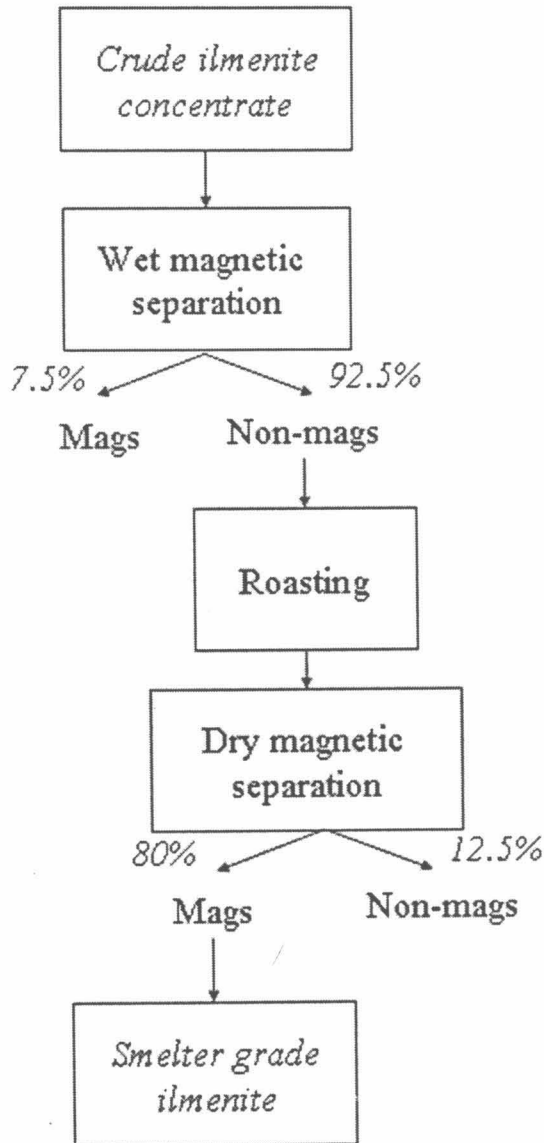 Crude ilmenite
concentrate
Wet magnetic
separation
7.5%
92.5%
Mags
Non-mags
Roasting
Dry magnetic
separation
80%
12.5%
Mags
Non-mags
Smelter grade
ilmenite